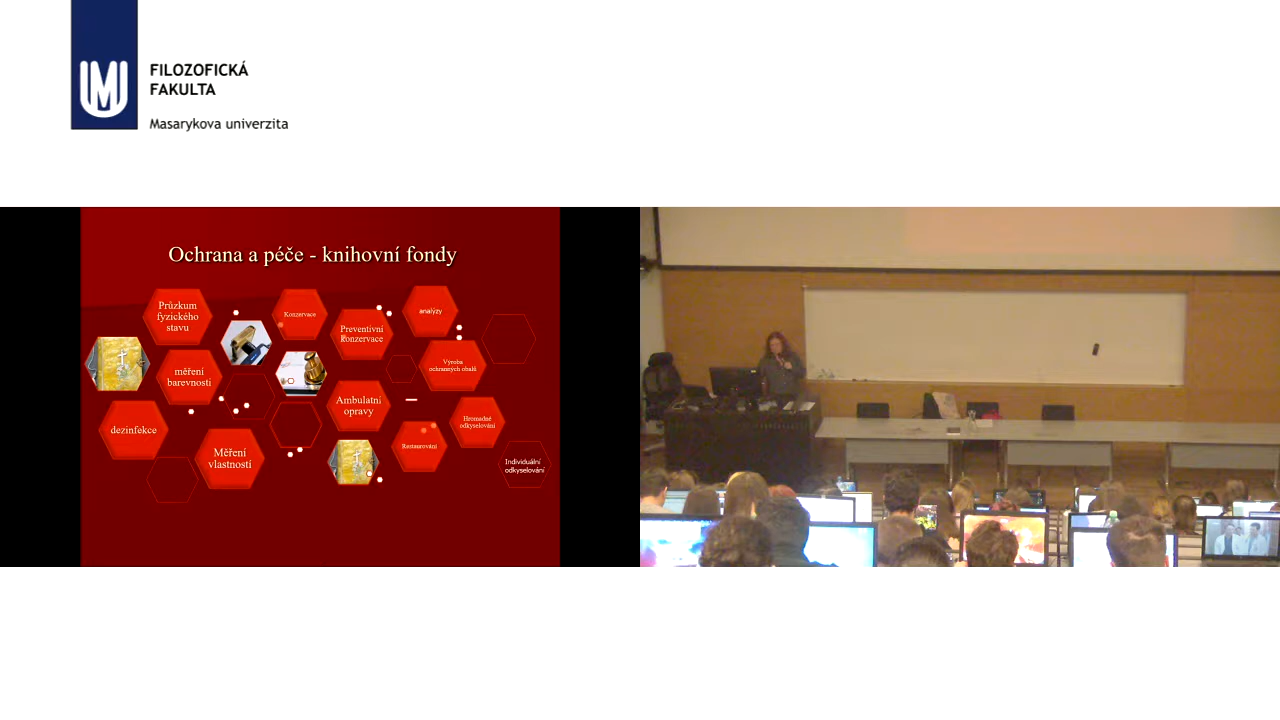 FILOZOFICKÁ
FAKULTA
Masarykova univerzita
Ochrana a péče - knihovní fondy
Průzkum
fyzického
stavu
Konzervace
Preventivní
konzervace
analýzy
měření
barevnosti
Výroba
ochranných obalů
Ambulatní
opravy
dezinfekce
Měření
vlastností
Restaurování
Hromadné
odkyselování
Individuální
odkyselování